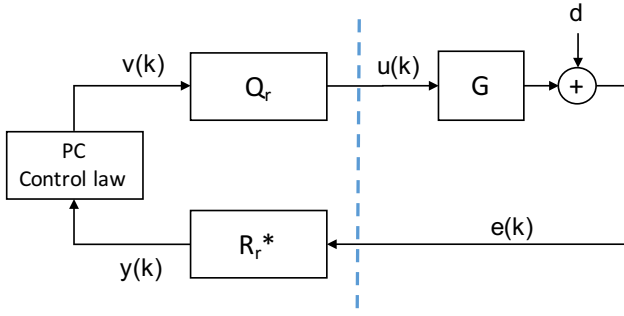 d
v(k)
Qr
u(k)
G
+
PC
Control law
y(k)
Rr*
e(k)